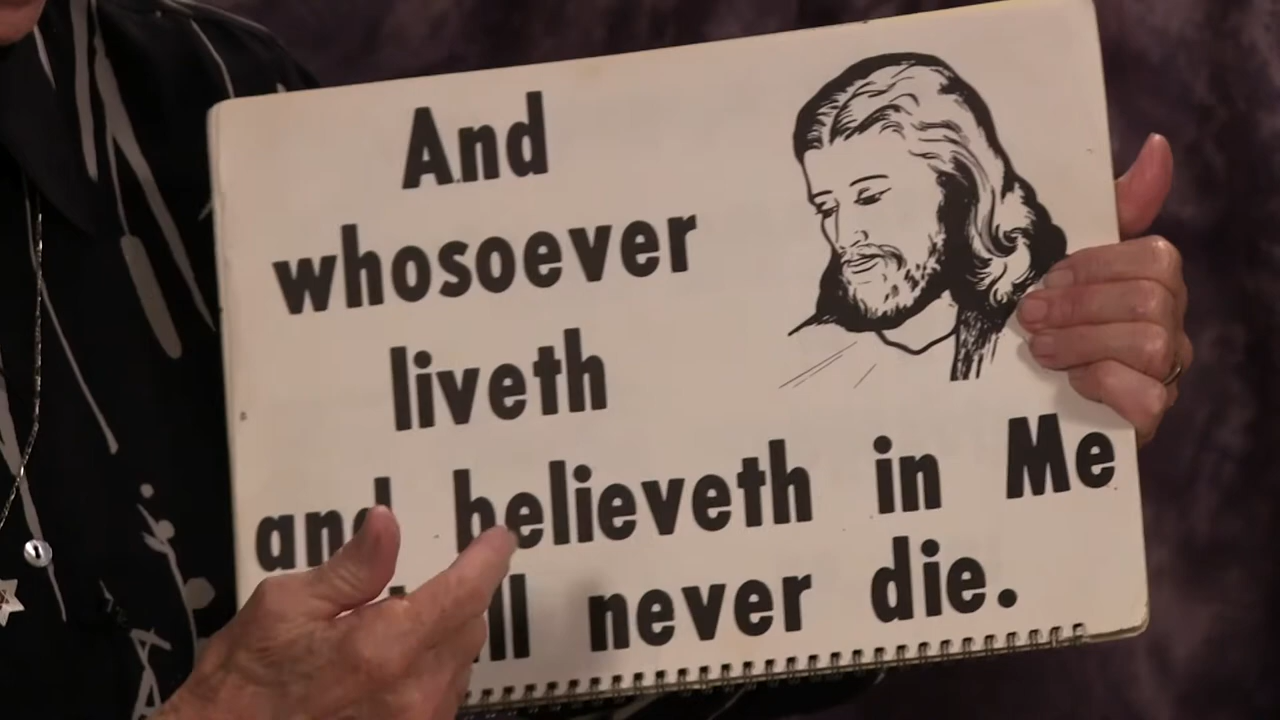 And
whosoever
liveth
and believeth in Me
never die.